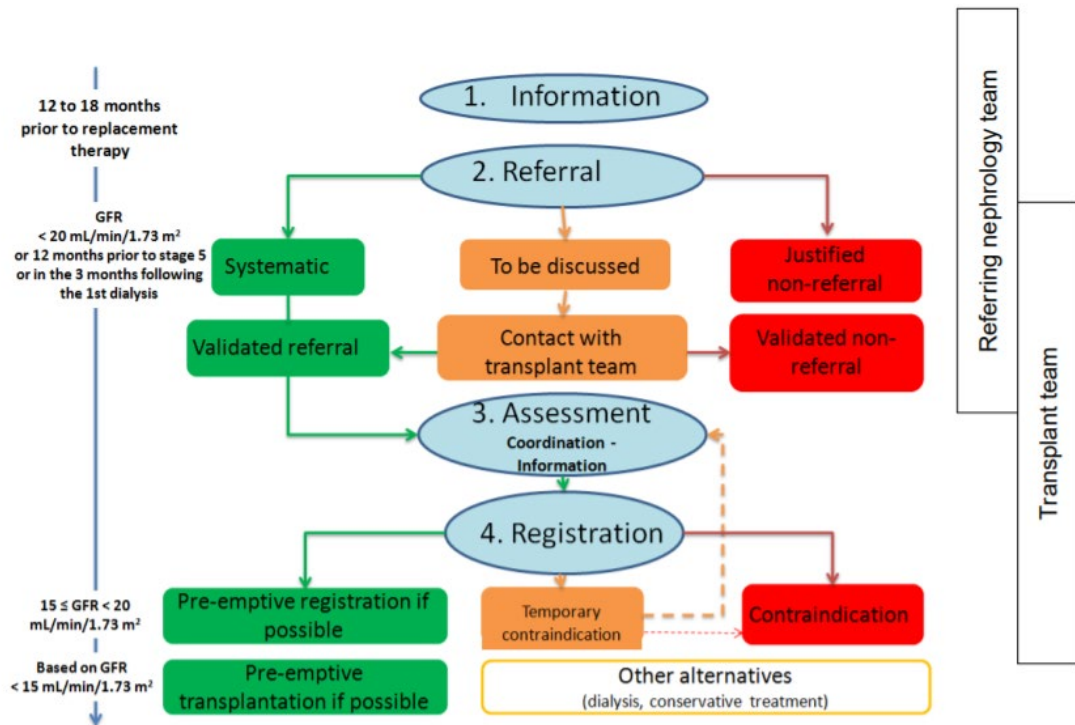 12 to 18 months
prior to replacement
therapy
1. Information
2. Referral
GFR
< 20 mL/min/1.73 m²
or 12 months prior to stage 5
or in the 3 months following
the 1st dialysis
Systematic
To be discussed
Justified
non-referral
Validated referral
Contact with
transplant team
Validated non-
referral
3. Assessment
Coordination -
Information
4. Registration
15 ≤ GFR < 20
mL/min/1.73 m²
Pre-emptive registration if
possible
Temporary
contraindication
Contraindication
Based on GFR
< 15 mL/min/1.73 m²
Pre-emptive
transplantation if possible
Other alternatives
(dialysis, conservative treatment)
Referring nephrology team
Transplant team